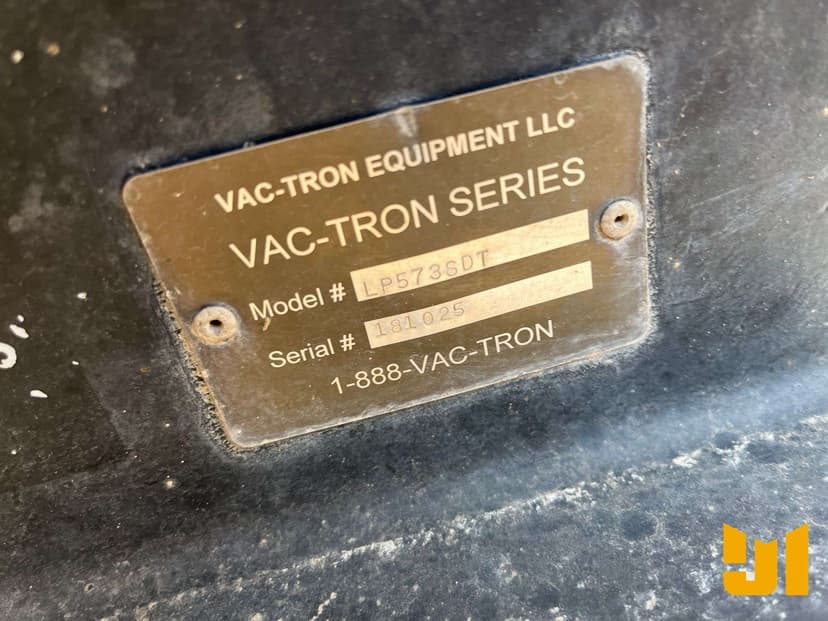 VAC-TRON EQUIPMENT LLC
VAC-TRON SERIES
Model # LP573SDT
Serial # 181025
1-888-VAC-TRON